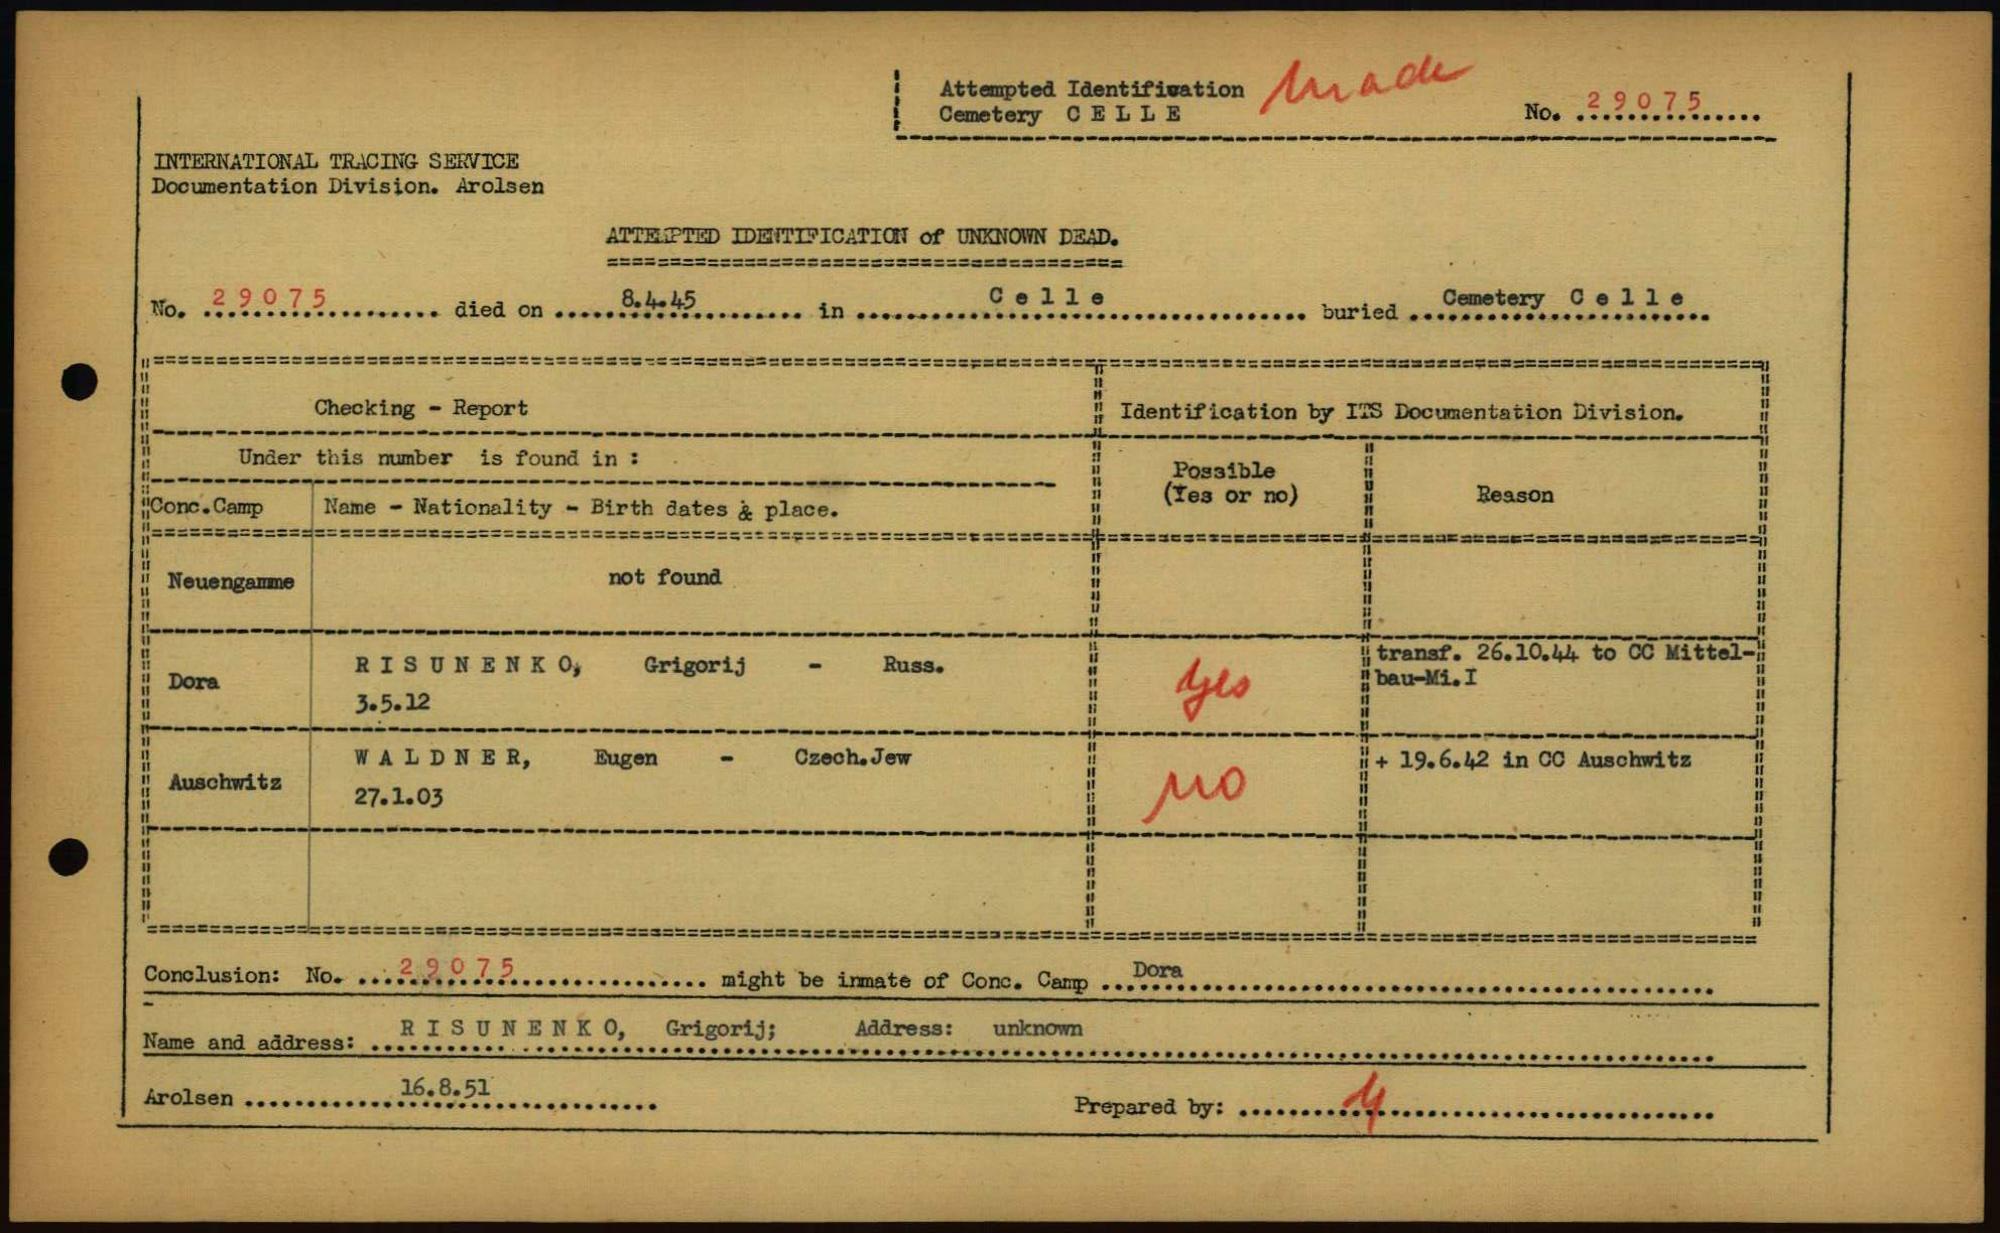 Attempted Identification made
Cemetery C E L L E No. 29075
INTERNATIONAL TRACING SERVICE
Documentation Division. Arolsen
ATTEMPTED IDENTIFICATION of UNKNOWN DEAD.
No. 29075 died on 8.4.45 in C e l l e buried Cemetery C e l l e
Checking - Report Identification by ITS Documentation Division.
Under this number is found in :
Possible
(Yes or no) Reason
Conc.Camp Name - Nationality - Birth dates & place.
Neuengamme not found
Dora R I S U N E N K O, Grigorij - Russ.
3.5.12
yes
transf. 26.10.44 to CC Mittel-
bau-Mi.I
Auschwitz W A L D N E R, Eugen - Czech.Jew
27.1.03
no
+ 19.6.42 in CC Auschwitz
Conclusion: No. 29075 might be inmate of Conc. Camp Dora
Name and address: R I S U N E N K O, Grigorij; Address: unknown
Arolsen 16.8.51 Prepared by: